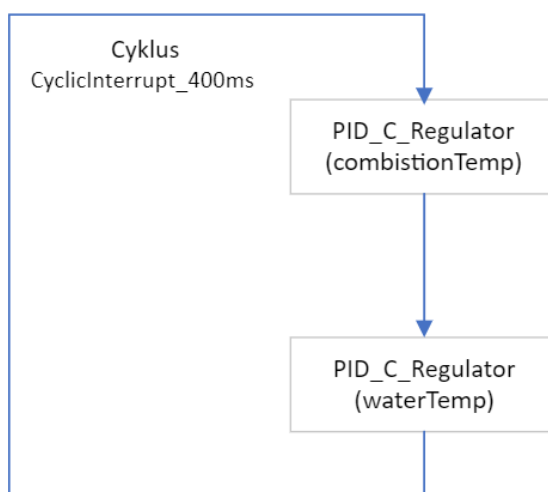 Cyklus
CyclicInterrupt_400ms
PID_C_Regulator
(combistionTemp)
PID_C_Regulator
(waterTemp)